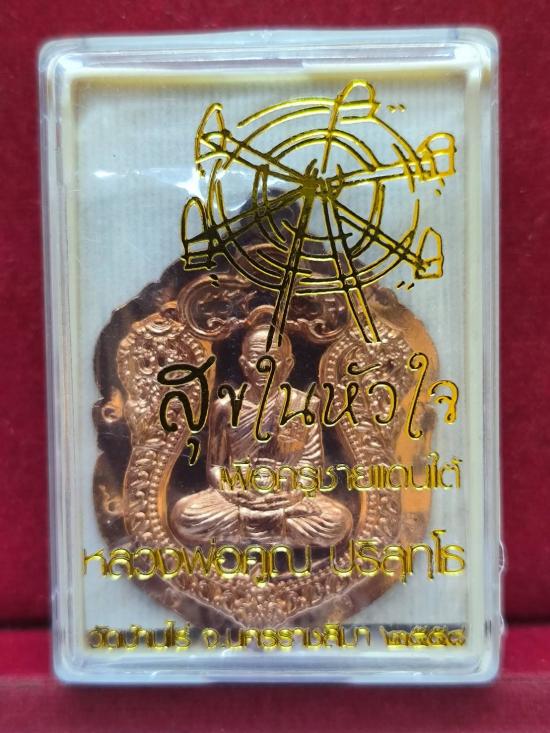 สุขในหัวใจ
เพื่อครูชายแดนใต้
หลวงพ่อคูณ ปริสุทฺโธ
วัดบ้านไร่ จ.นครราชสีมา ๒๕๕๗